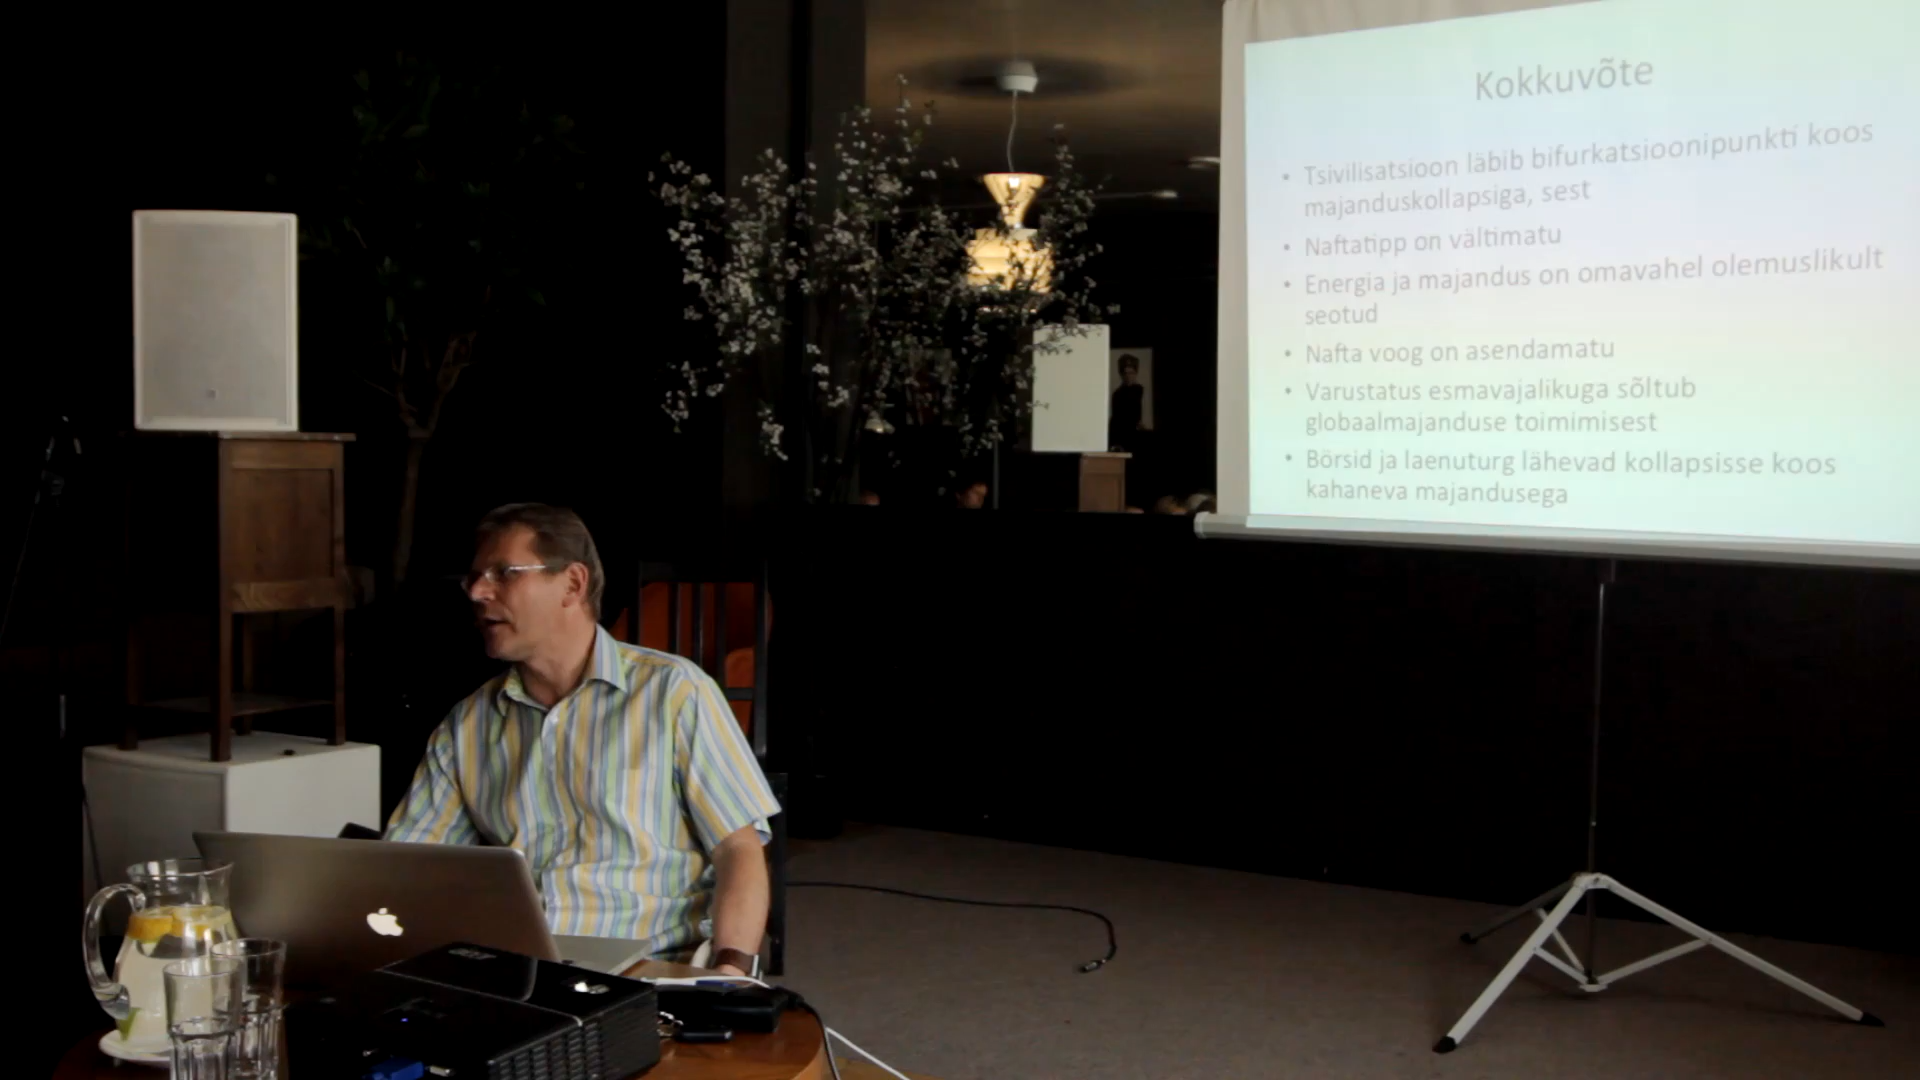 Kokkuvõte
• Tsivilisatsioon läbib bifurkatsioonipunkti koos
majanduskollapsiga, sest
• Naftatipp on vältimatu
• Energia ja majandus on omavahel olemuslikult
seotud
• Nafta voog on asendamatu
• Varustatus esmavajalikuga sõltub
globaalmajanduse toimimisest
• Börsid ja laenuturg lähevad kollapsisse koos
kahaneva majandusega